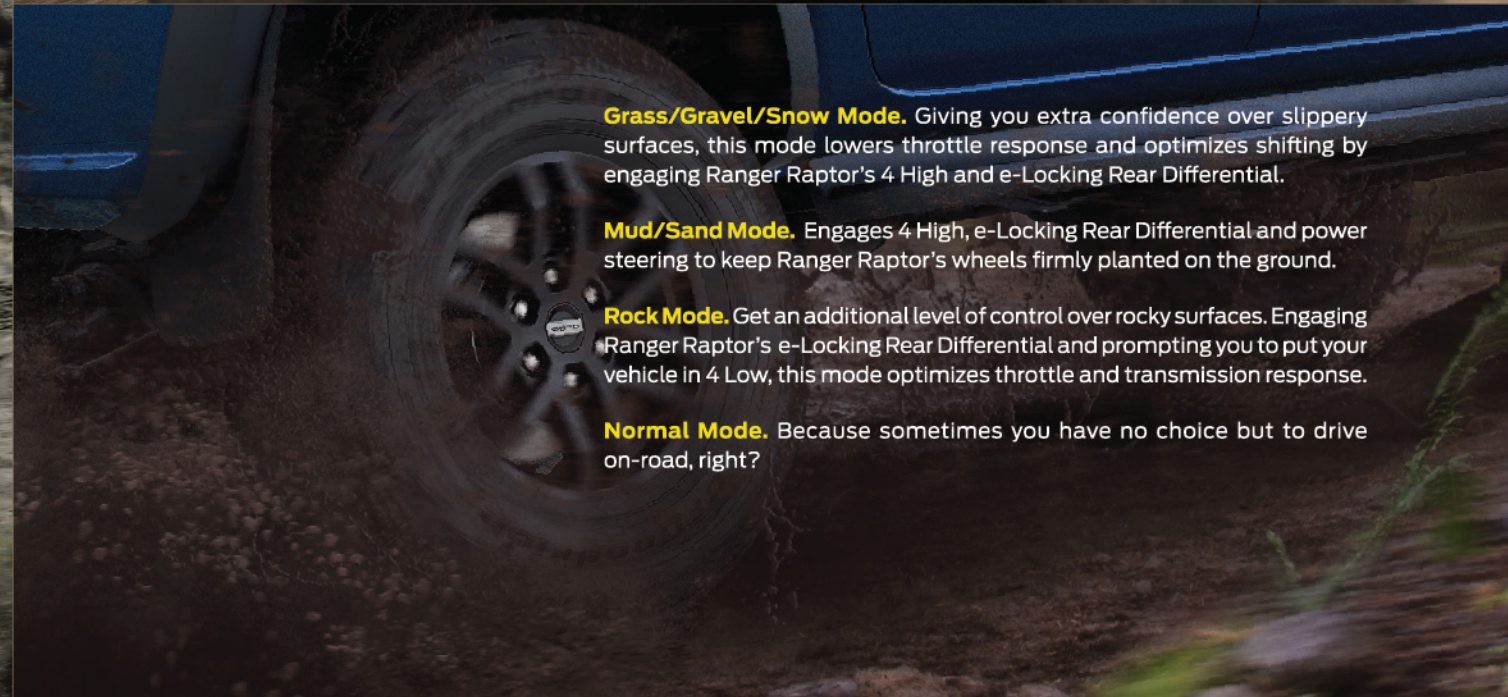 Grass/Gravel/Snow Mode. Giving you extra confidence over slippery
surfaces, this mode lowers throttle response and optimizes shifting by
engaging Ranger Raptor's 4 High and e-Locking Rear Differential.
Mud/Sand Mode. Engages 4 High, e-Locking Rear Differential and power
steering to keep Ranger Raptor's wheels firmly planted on the ground.
Rock Mode. Get an additional level of control over rocky surfaces. Engaging
Ranger Raptor's e-Locking Rear Differential and prompting you to put your
vehicle in 4 Low, this mode optimizes throttle and transmission response.
Normal Mode. Because sometimes you have no choice but to drive
on-road, right?